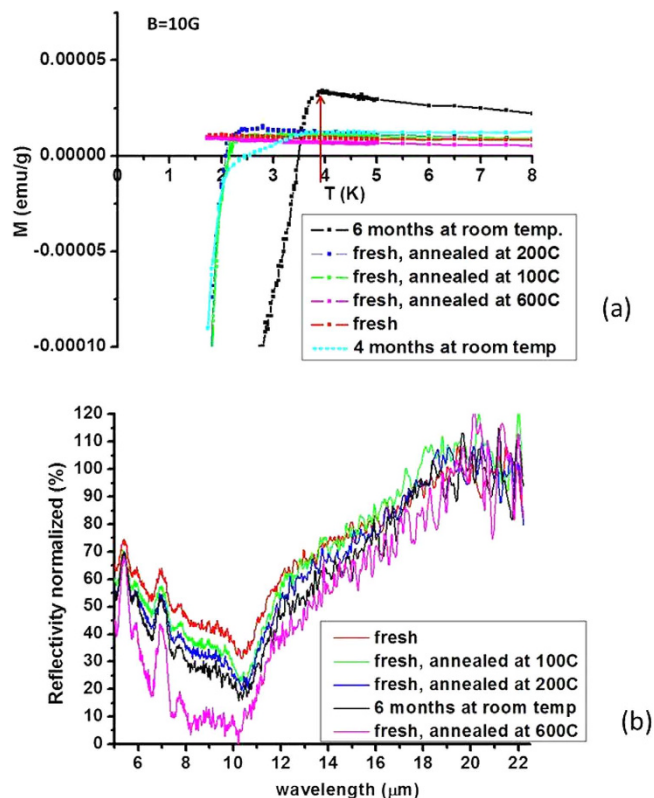 B=10G
0.00005
0.00000
-0.00005
-0.00010
M (emu/g)
0 1 2 3 4 5 6 7 8
T (K)
6 months at room temp.
fresh, annealed at 200C
fresh, annealed at 100C
fresh, annealed at 600C
fresh
4 months at room temp
(a)
120
110
100
90
80
70
60
50
40
30
20
10
0
Reflectivity normalized (%)
6 8 10 12 14 16 18 20 22
wavelength (μm)
fresh
fresh, annealed at 100C
fresh, annealed at 200C
6 months at room temp
fresh, annealed at 600C
(b)